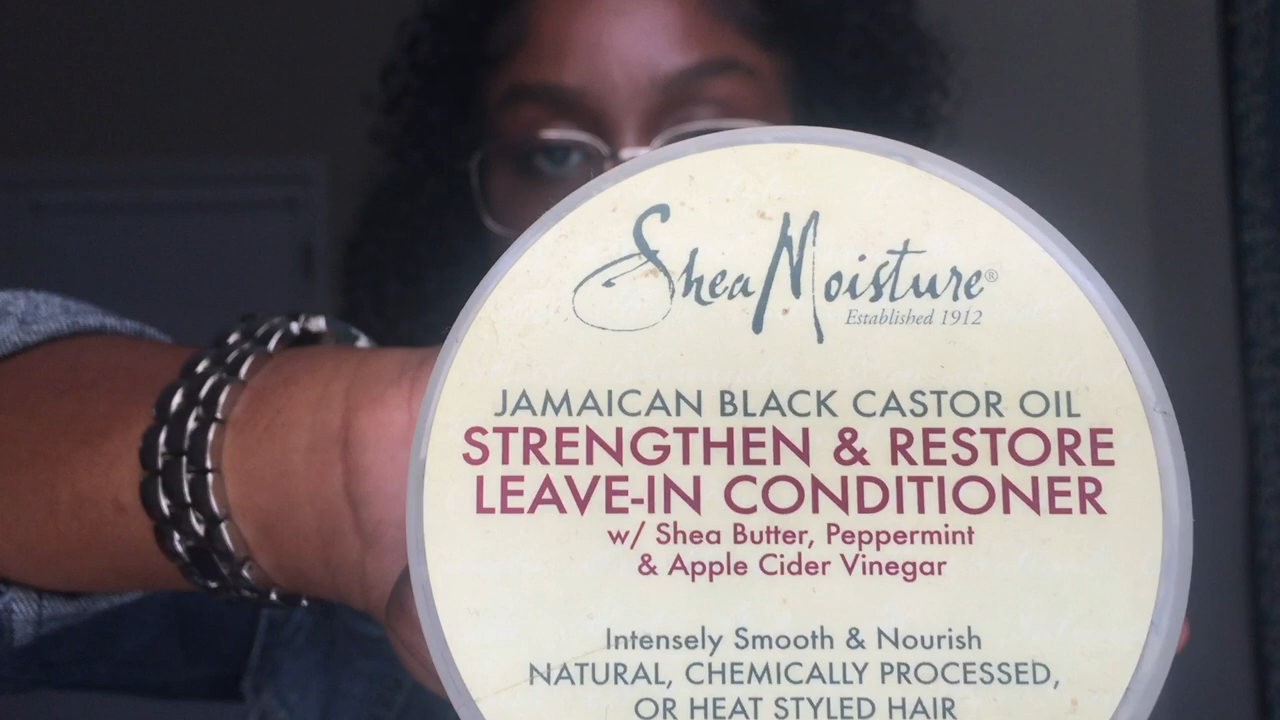 SheaMoisture®
Established 1912
JAMAICAN BLACK CASTOR OIL
STRENGTHEN & RESTORE
LEAVE-IN CONDITIONER
w/ Shea Butter, Peppermint
& Apple Cider Vinegar
Intensely Smooth & Nourish
NATURAL, CHEMICALLY PROCESSED,
OR HEAT STYLED HAIR